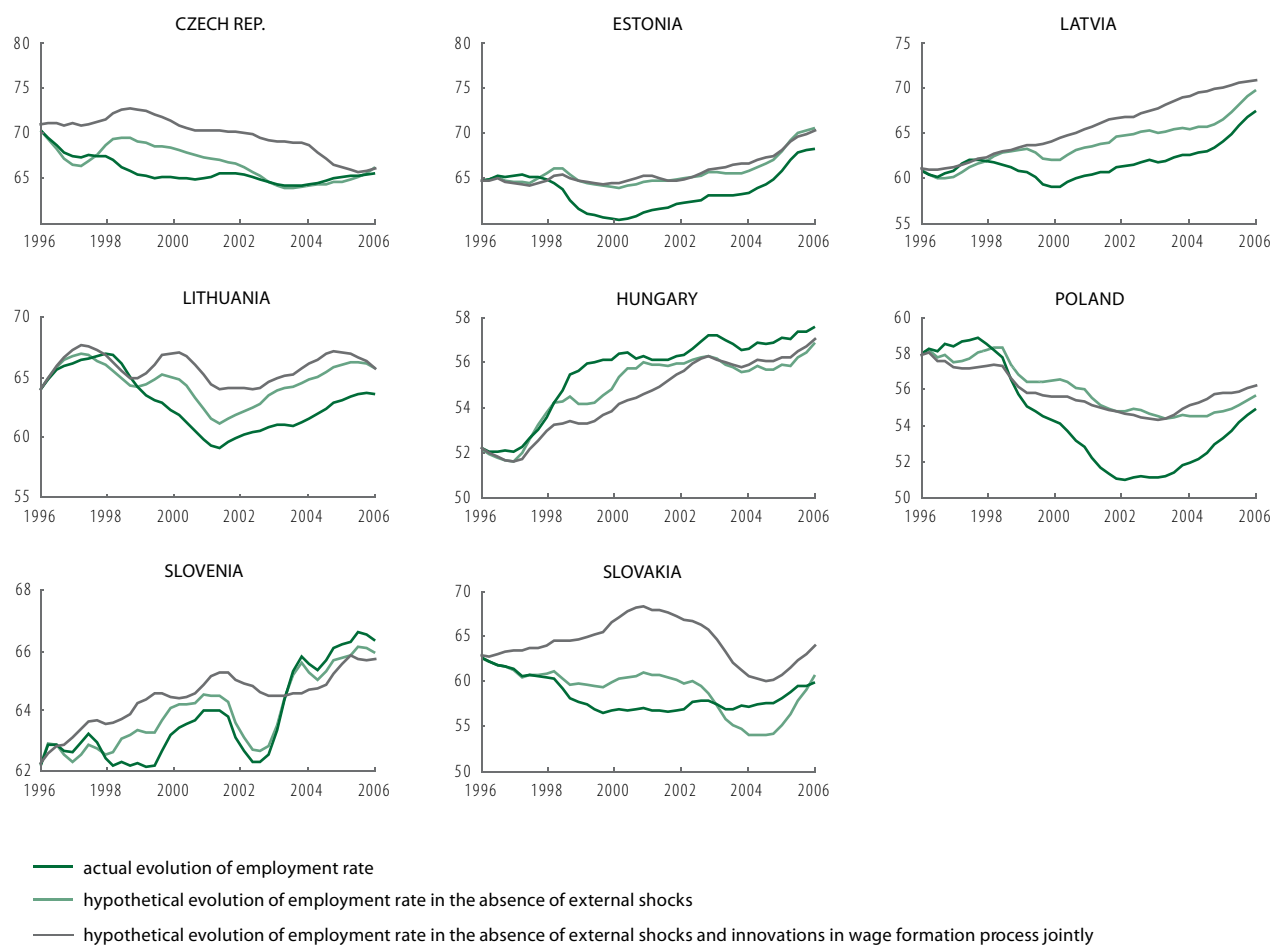 CZECH REP.
80
75
70
65
1996 1998 2000 2002 2004 2006
ESTONIA
80
75
70
65
1996 1998 2000 2002 2004 2006
LATVIA
75
70
65
60
55
1996 1998 2000 2002 2004 2006
LITHUANIA
70
65
60
55
1996 1998 2000 2002 2004 2006
HUNGARY
58
56
54
52
50
1996 1998 2000 2002 2004 2006
POLAND
60
58
56
54
52
50
1996 1998 2000 2002 2004 2006
SLOVENIA
68
66
64
62
1996 1998 2000 2002 2004 2006
SLOVAKIA
70
65
60
55
50
1996 1998 2000 2002 2004 2006
actual evolution of employment rate
hypothetical evolution of employment rate in the absence of external shocks
hypothetical evolution of employment rate in the absence of external shocks and innovations in wage formation process jointly